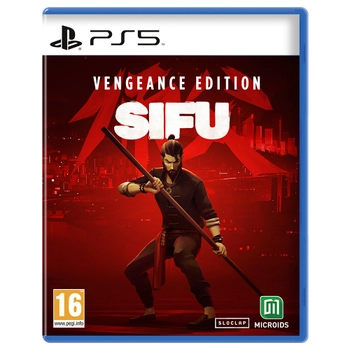 PS5
VENGEANCE EDITION
SIFU
16
www.pegi.info
SLOCLAP
MICROIDS